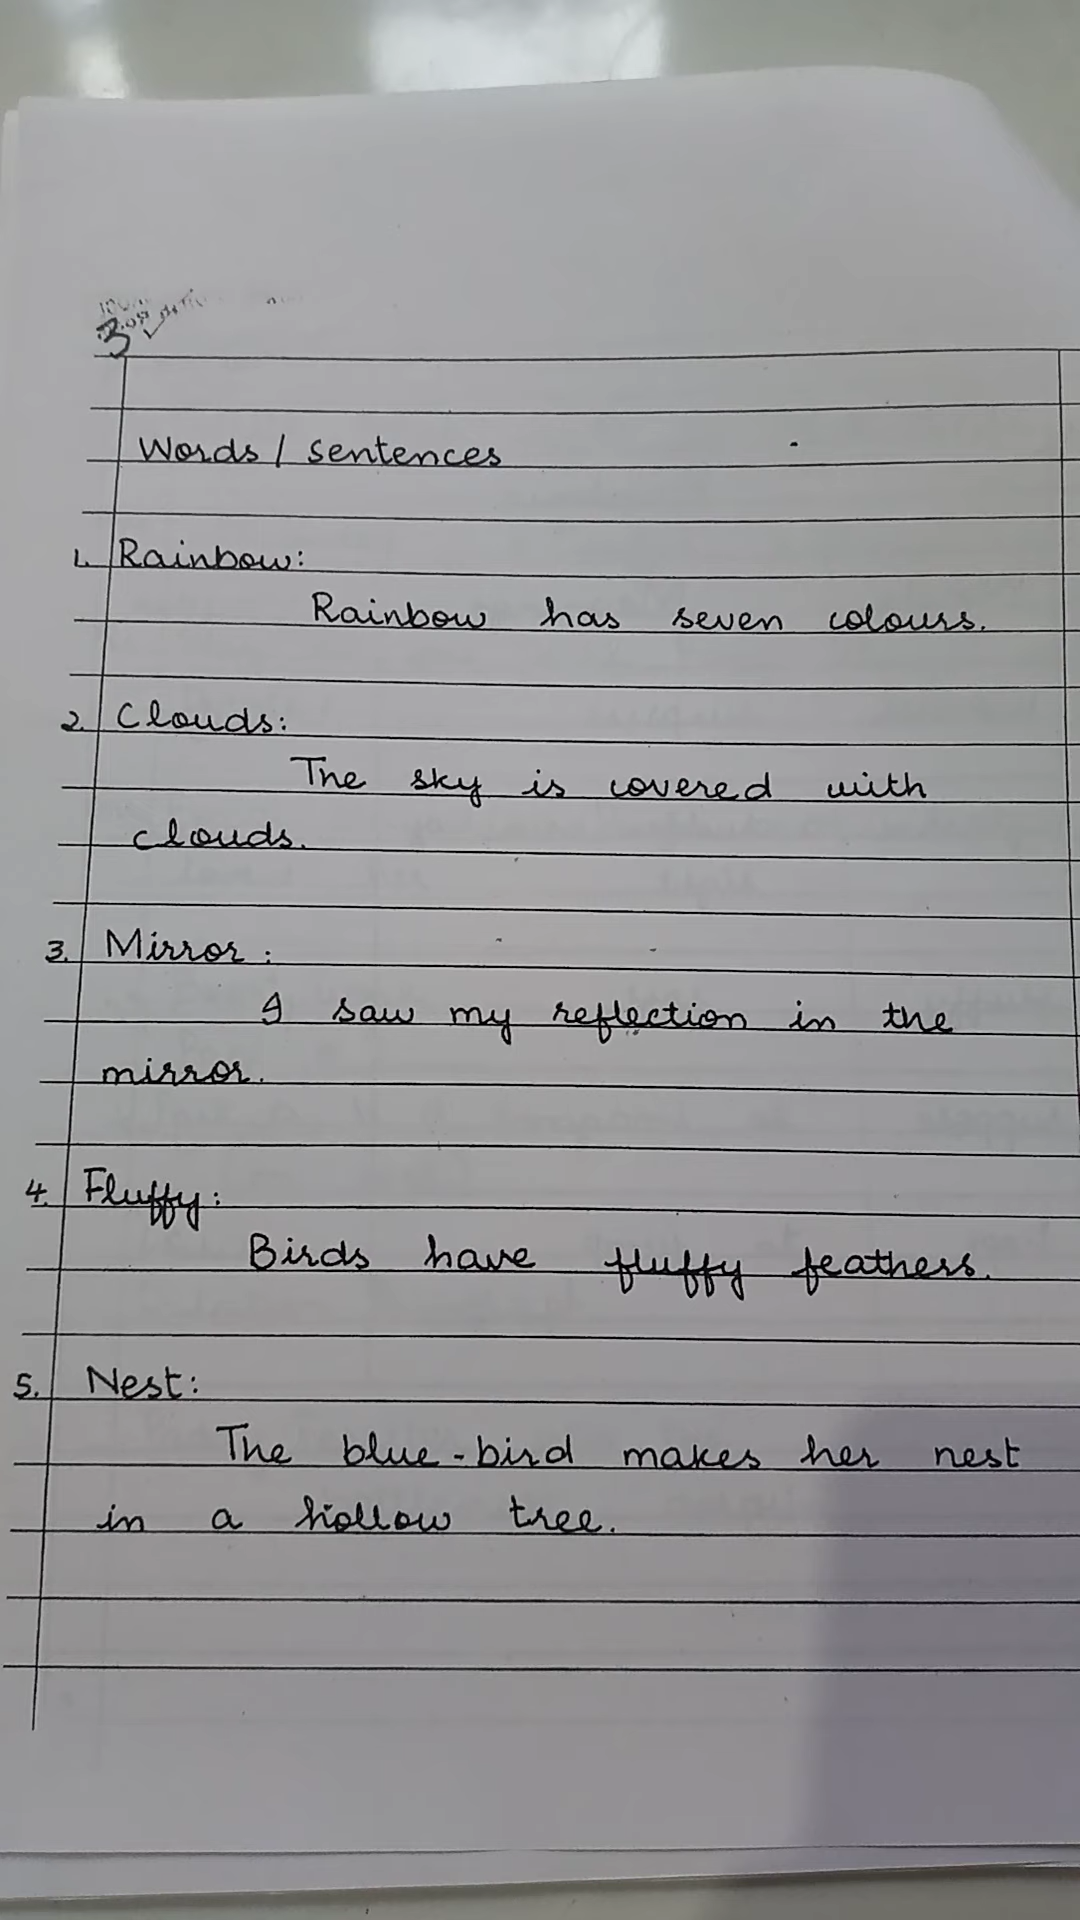 3
Words / sentences
1. Rainbow:
Rainbow has seven colours.
2. Clouds:
The sky is covered with
clouds.
3. Mirror:
I saw my reflection in the
mirror.
4. Fluffy:
Birds have fluffy feathers.
5. Nest:
The blue-bird makes her nest
in a hollow tree.